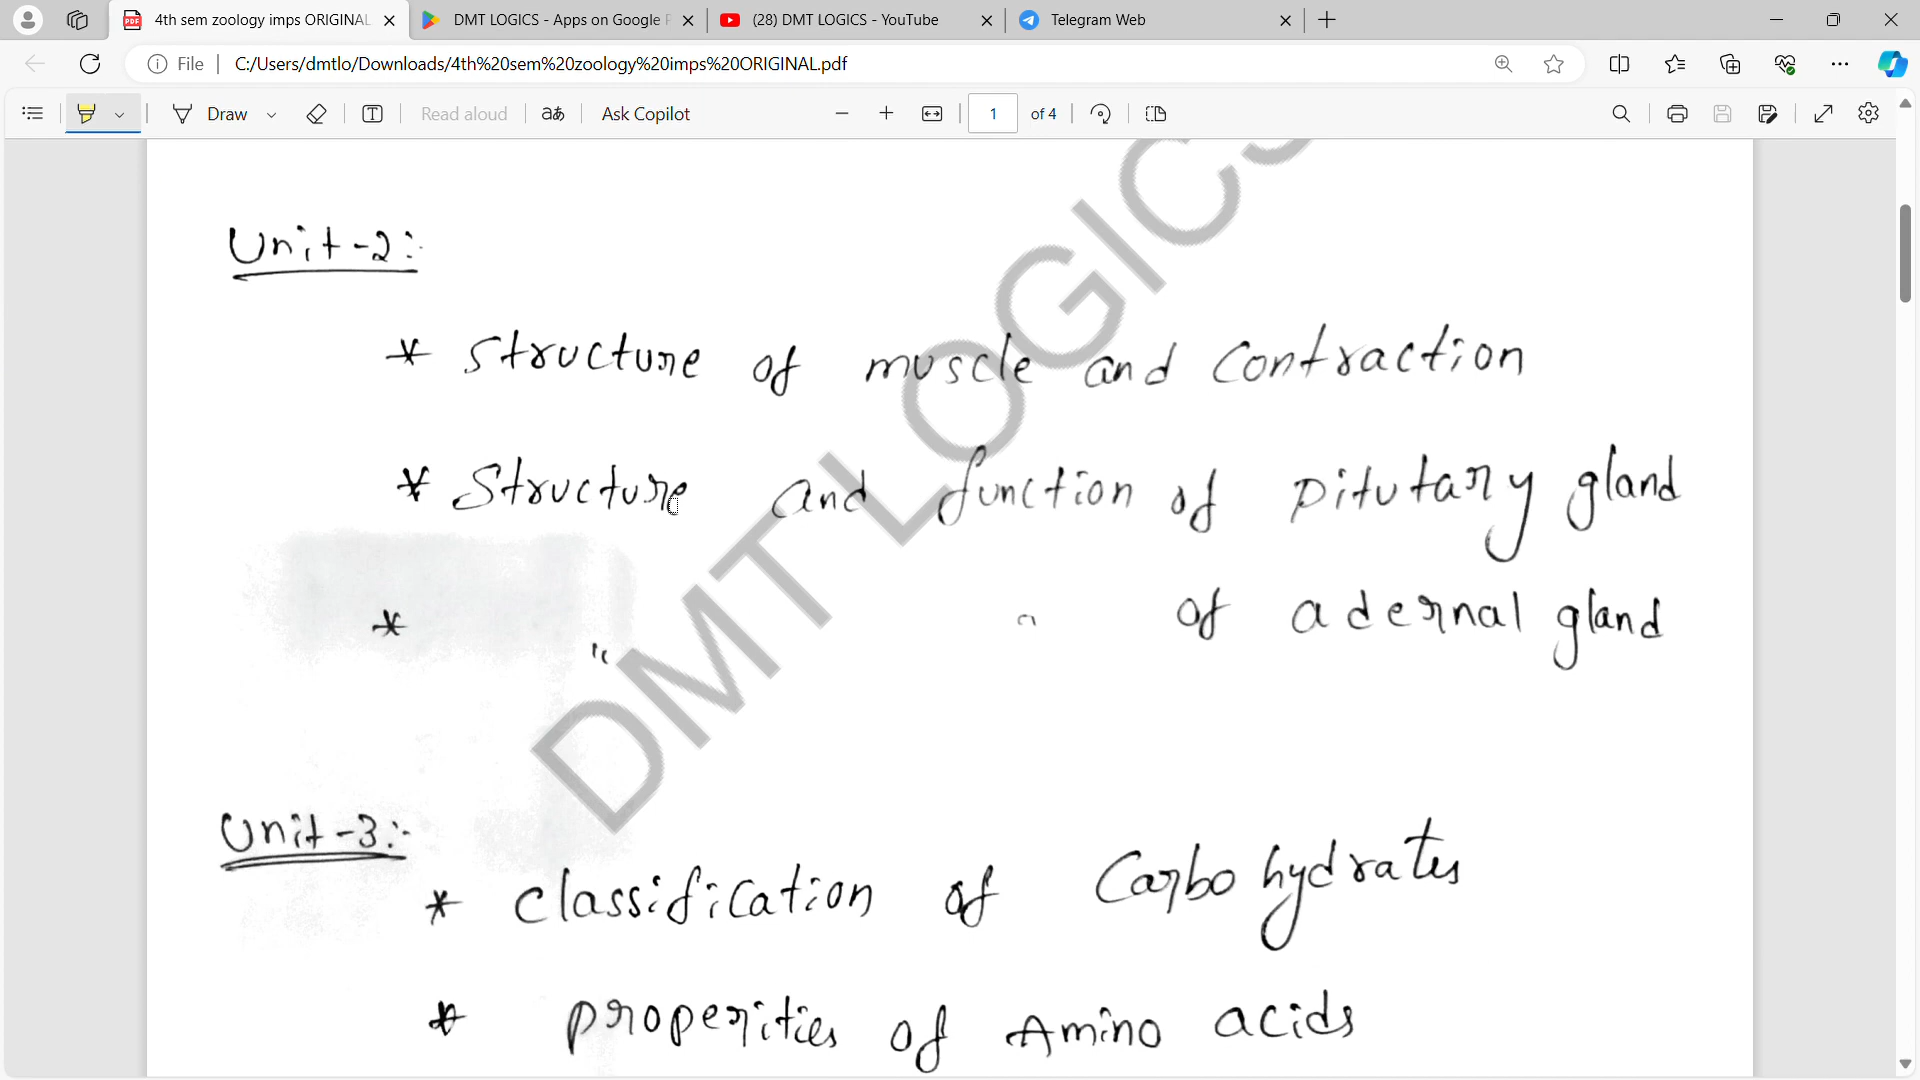 4th sem zoology imps ORIGINAL
DMT LOGICS - Apps on Google P
(28) DMT LOGICS - YouTube
Telegram Web
File
C:/Users/dmtlo/Downloads/4th%20sem%20zoology%20imps%20ORIGINAL.pdf
Draw
Read aloud
aあ
Ask Copilot
1 of 4
DMT LOGICS
Unit-2:-
* Structure of muscle and Contraction
* Structure and function of Pitutary gland
* " " of adernal gland
Unit-3:-
* Classification of Carbohydrates
* Properities of Amino acids